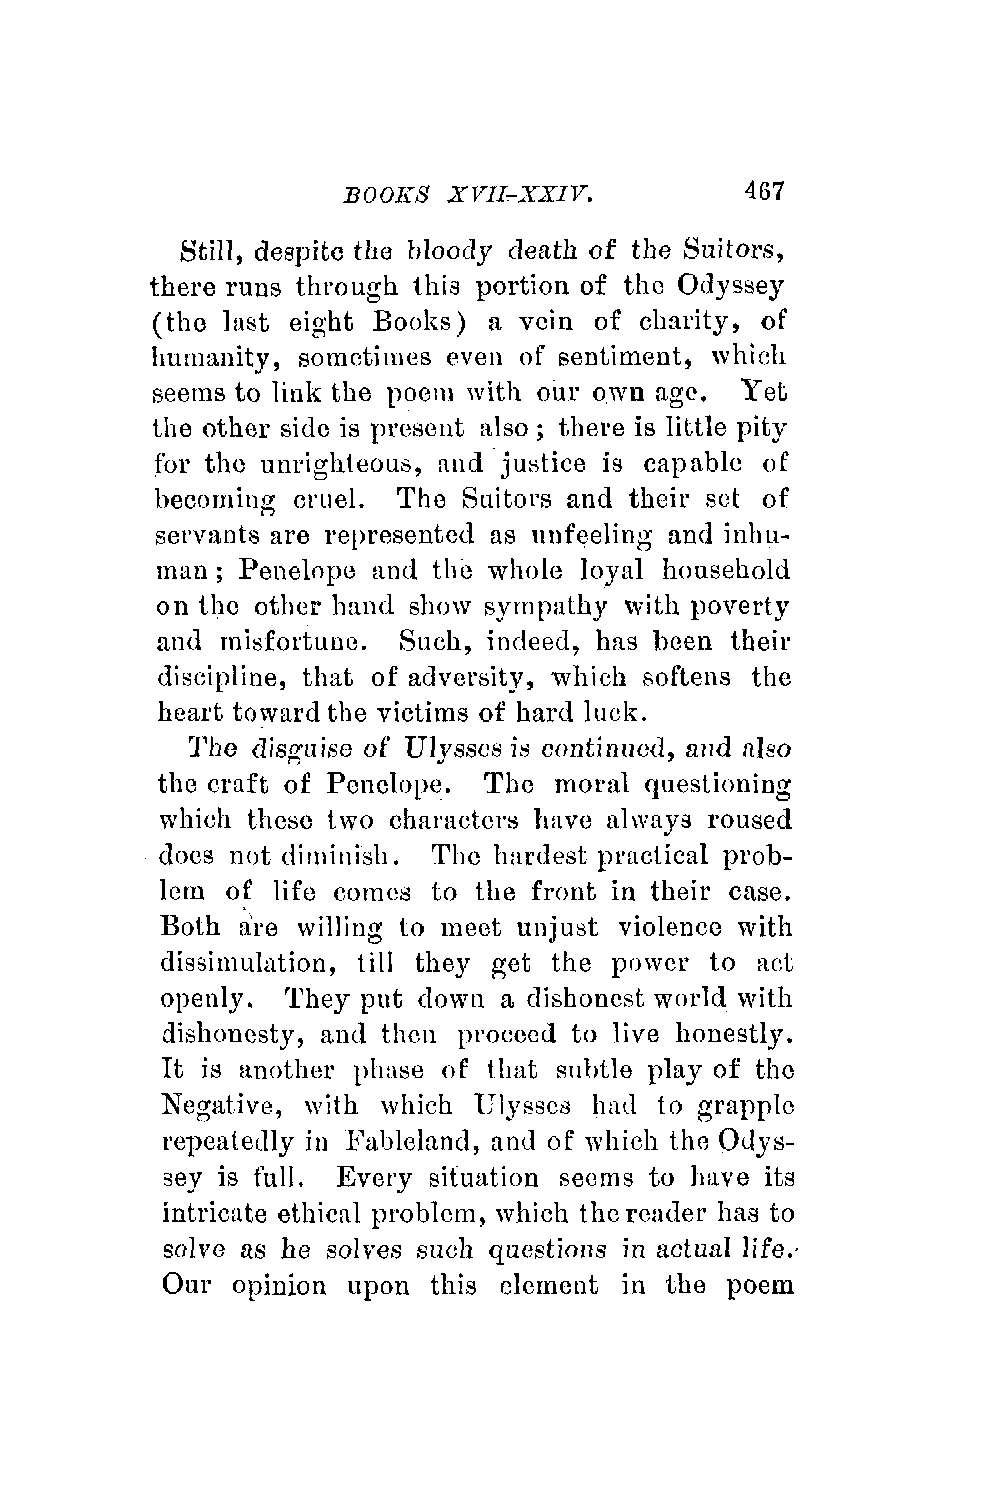 BOOKS XVII-XXIV. 467
Still, despite the bloody death of the Suitors,
there runs through this portion of the Odyssey
(the last eight Books) a vein of charity, of
humanity, sometimes even of sentiment, which
seems to link the poem with our own age. Yet
the other side is present also; there is little pity
for the unrighteous, and justice is capable of
becoming cruel. The Suitors and their set of
servants are represented as unfeeling and inhu-
man; Penelope and the whole loyal household
on the other hand show sympathy with poverty
and misfortune. Such, indeed, has been their
discipline, that of adversity, which softens the
heart toward the victims of hard luck.
The disguise of Ulysses is continued, and also
the craft of Penelope. The moral questioning
which these two characters have always roused
does not diminish. The hardest practical prob-
lem of life comes to the front in their case.
Both are willing to meet unjust violence with
dissimulation, till they get the power to act
openly. They put down a dishonest world with
dishonesty, and then proceed to live honestly.
It is another phase of that subtle play of the
Negative, with which Ulysses had to grapple
repeatedly in Fableland, and of which the Odys-
sey is full. Every situation seems to have its
intricate ethical problem, which the reader has to
solve as he solves such questions in actual life.
Our opinion upon this element in the poem